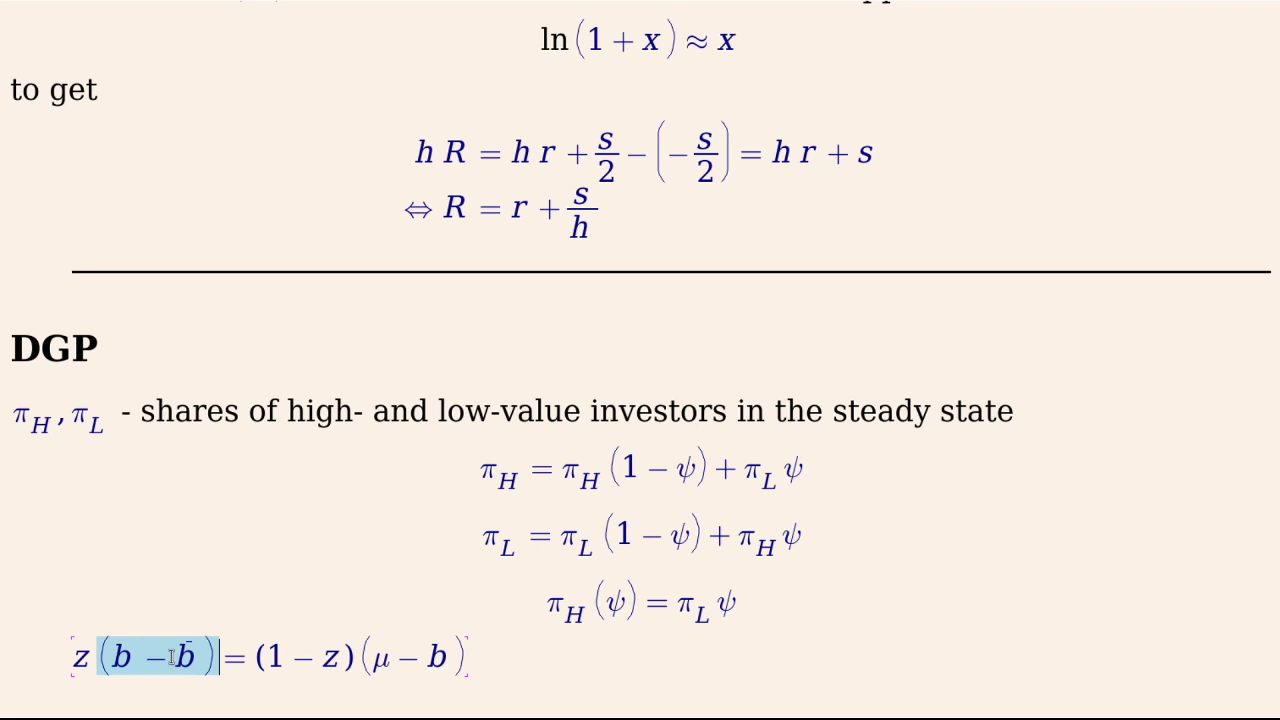 ln(1 + x) ≈ x
to get
h R = h r + s/2 − (− s/2) = h r + s
⇔ R = r + s/h
DGP
π_H, π_L - shares of high- and low-value investors in the steady state
π_H = π_H (1 − ψ) + π_L ψ
π_L = π_L (1 − ψ) + π_H ψ
π_H (ψ) = π_L ψ
z (b − b̄) = (1 − z) (μ − b)